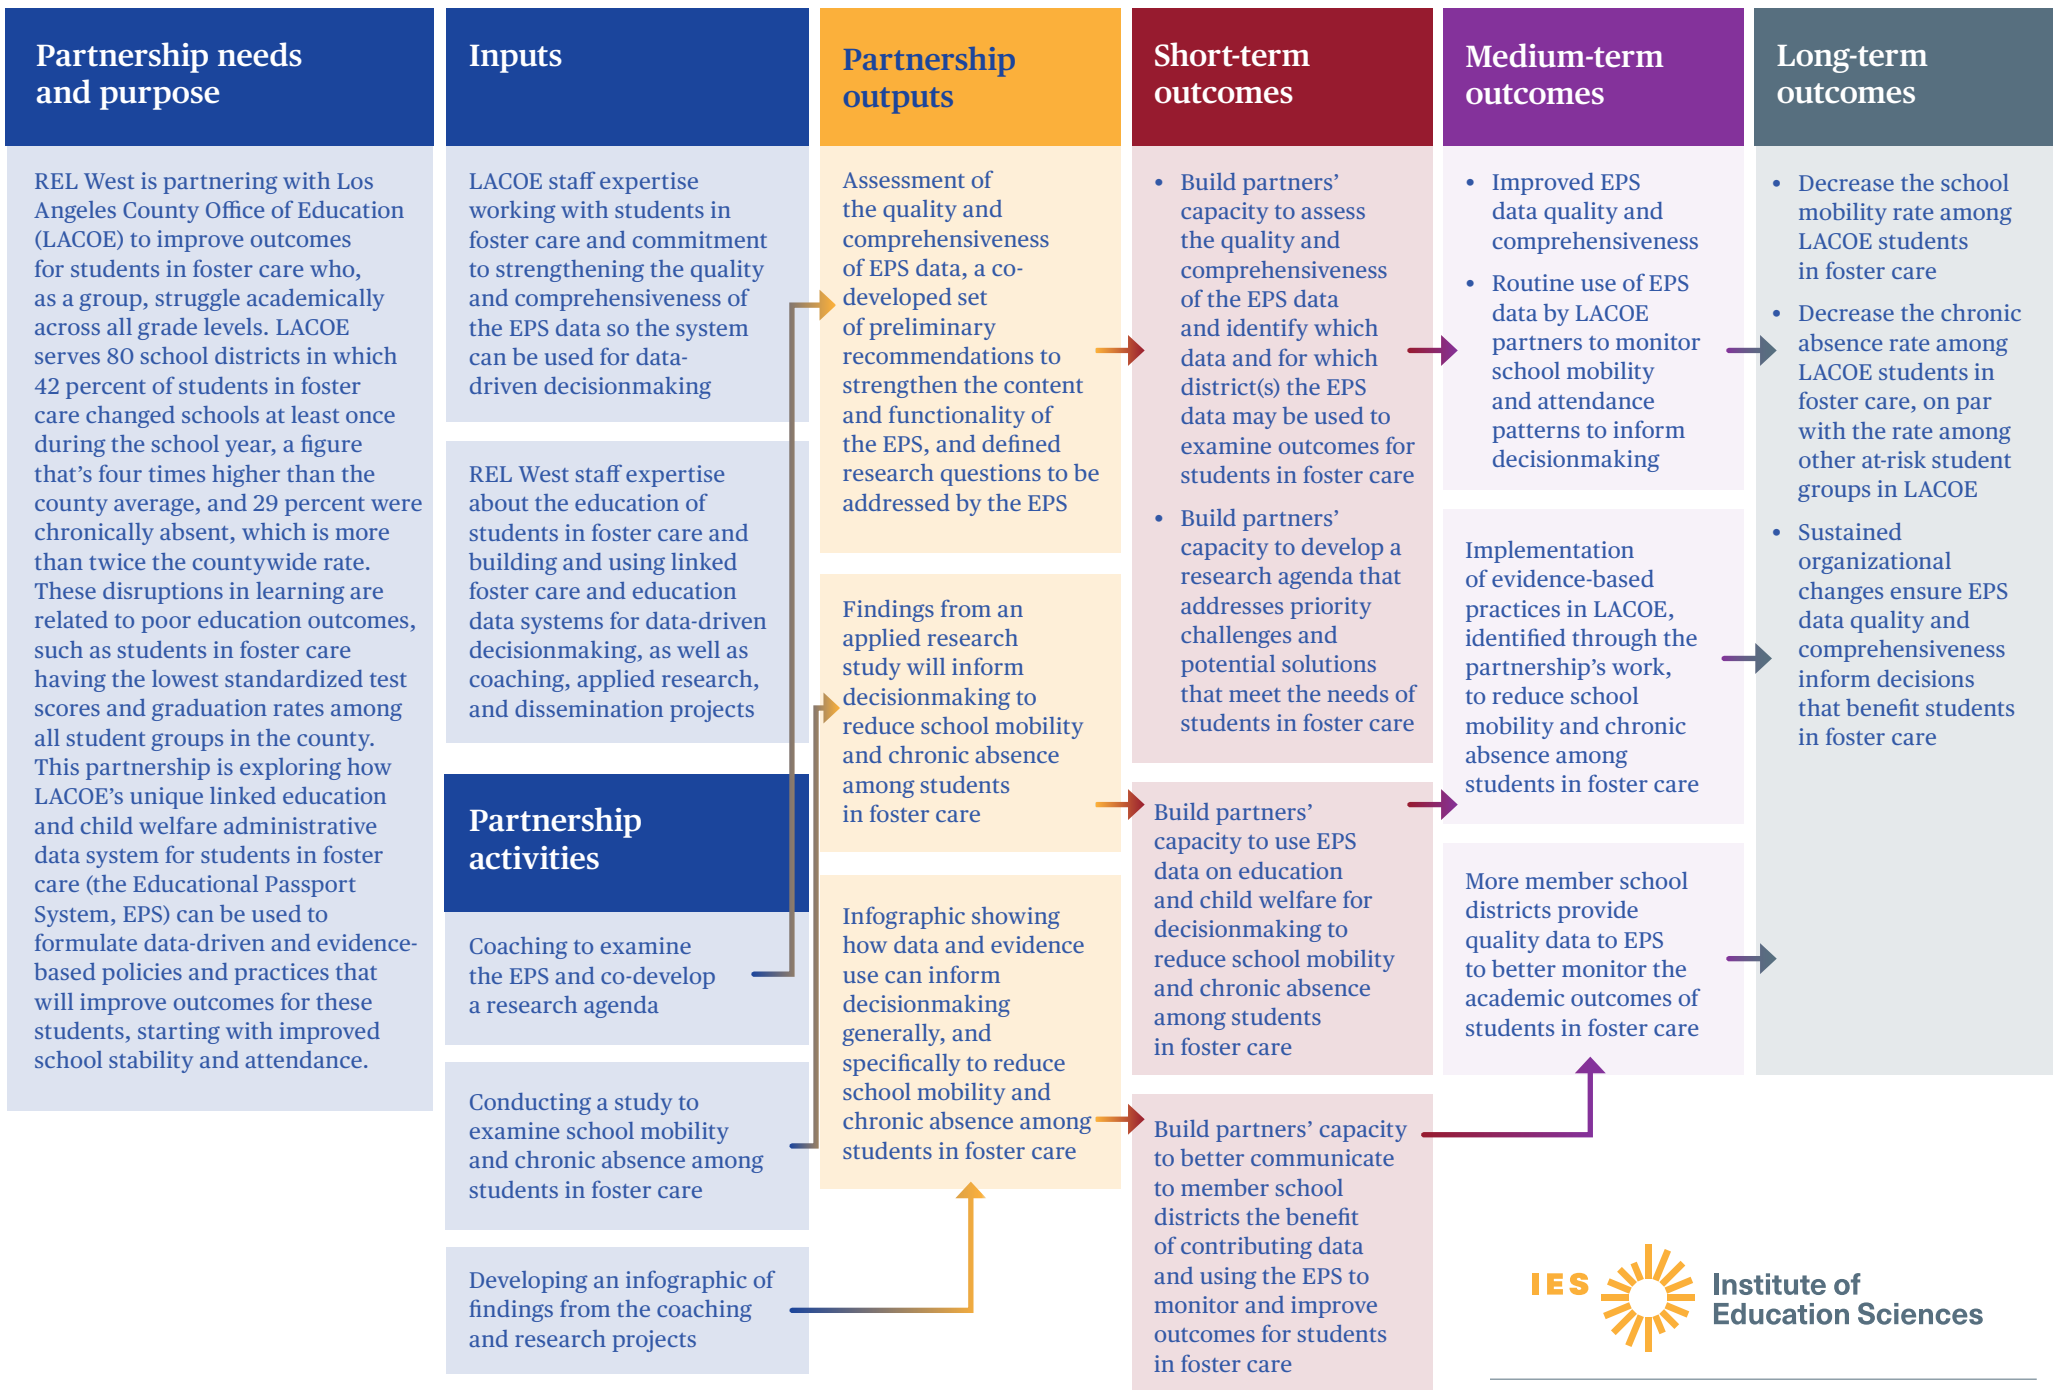 Partnership needs
and purpose
REL West is partnering with Los
Angeles County Office of Education
(LACOE) to improve outcomes
for students in foster care who,
as a group, struggle academically
across all grade levels. LACOE
serves 80 school districts in which
42 percent of students in foster
care changed schools at least once
during the school year, a figure
that’s four times higher than the
county average, and 29 percent were
chronically absent, which is more
than twice the countywide rate.
These disruptions in learning are
related to poor education outcomes,
such as students in foster care
having the lowest standardized test
scores and graduation rates among
all student groups in the county.
This partnership is exploring how
LACOE’s unique linked education
and child welfare administrative
data system for students in foster
care (the Educational Passport
System, EPS) can be used to
formulate data-driven and evidence-
based policies and practices that
will improve outcomes for these
students, starting with improved
school stability and attendance.
Inputs
LACOE staff expertise
working with students in
foster care and commitment
to strengthening the quality
and comprehensiveness of
the EPS data so the system
can be used for data-
driven decisionmaking
REL West staff expertise
about the education of
students in foster care and
building and using linked
foster care and education
data systems for data-driven
decisionmaking, as well as
coaching, applied research,
and dissemination projects
Partnership
activities
Coaching to examine
the EPS and co-develop
a research agenda
Conducting a study to
examine school mobility
and chronic absence among
students in foster care
Developing an infographic of
findings from the coaching
and research projects
Partnership
outputs
Assessment of
the quality and
comprehensiveness
of EPS data, a co-
developed set
of preliminary
recommendations to
strengthen the content
and functionality of
the EPS, and defined
research questions to be
addressed by the EPS
Findings from an
applied research
study will inform
decisionmaking to
reduce school mobility
and chronic absence
among students
in foster care
Infographic showing
how data and evidence
use can inform
decisionmaking
generally, and
specifically to reduce
school mobility and
chronic absence among
students in foster care
Short-term
outcomes
• Build partners’
capacity to assess
the quality and
comprehensiveness
of the EPS data
and identify which
data and for which
district(s) the EPS
data may be used to
examine outcomes for
students in foster care
• Build partners’
capacity to develop a
research agenda that
addresses priority
challenges and
potential solutions
that meet the needs of
students in foster care
Build partners’
capacity to use EPS
data on education
and child welfare for
decisionmaking to
reduce school mobility
and chronic absence
among students
in foster care
Build partners’ capacity
to better communicate
to member school
districts the benefit
of contributing data
and using the EPS to
monitor and improve
outcomes for students
in foster care
Medium-term
outcomes
• Improved EPS
data quality and
comprehensiveness
• Routine use of EPS
data by LACOE
partners to monitor
school mobility
and attendance
patterns to inform
decisionmaking
Implementation
of evidence-based
practices in LACOE,
identified through the
partnership’s work,
to reduce school
mobility and chronic
absence among
students in foster care
More member school
districts provide
quality data to EPS
to better monitor the
academic outcomes of
students in foster care
Long-term
outcomes
• Decrease the school
mobility rate among
LACOE students
in foster care
• Decrease the chronic
absence rate among
LACOE students in
foster care, on par
with the rate among
other at-risk student
groups in LACOE
• Sustained
organizational
changes ensure EPS
data quality and
comprehensiveness
inform decisions
that benefit students
in foster care
IES
Institute of
Education Sciences